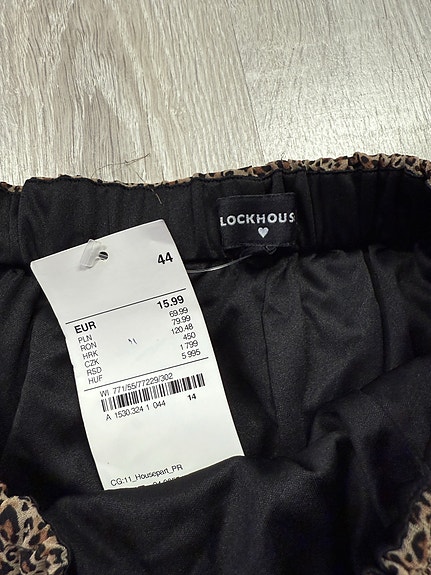 LOCKHOUS
44
EUR 15.99
PLN 69.99
RON 79.99
HRK 120.48
CZK 450
RSD 1.799
HUF 5.995
WI 771/55/77229/302
A 1530.324 1 044 14
CG:11_Housepart_PR